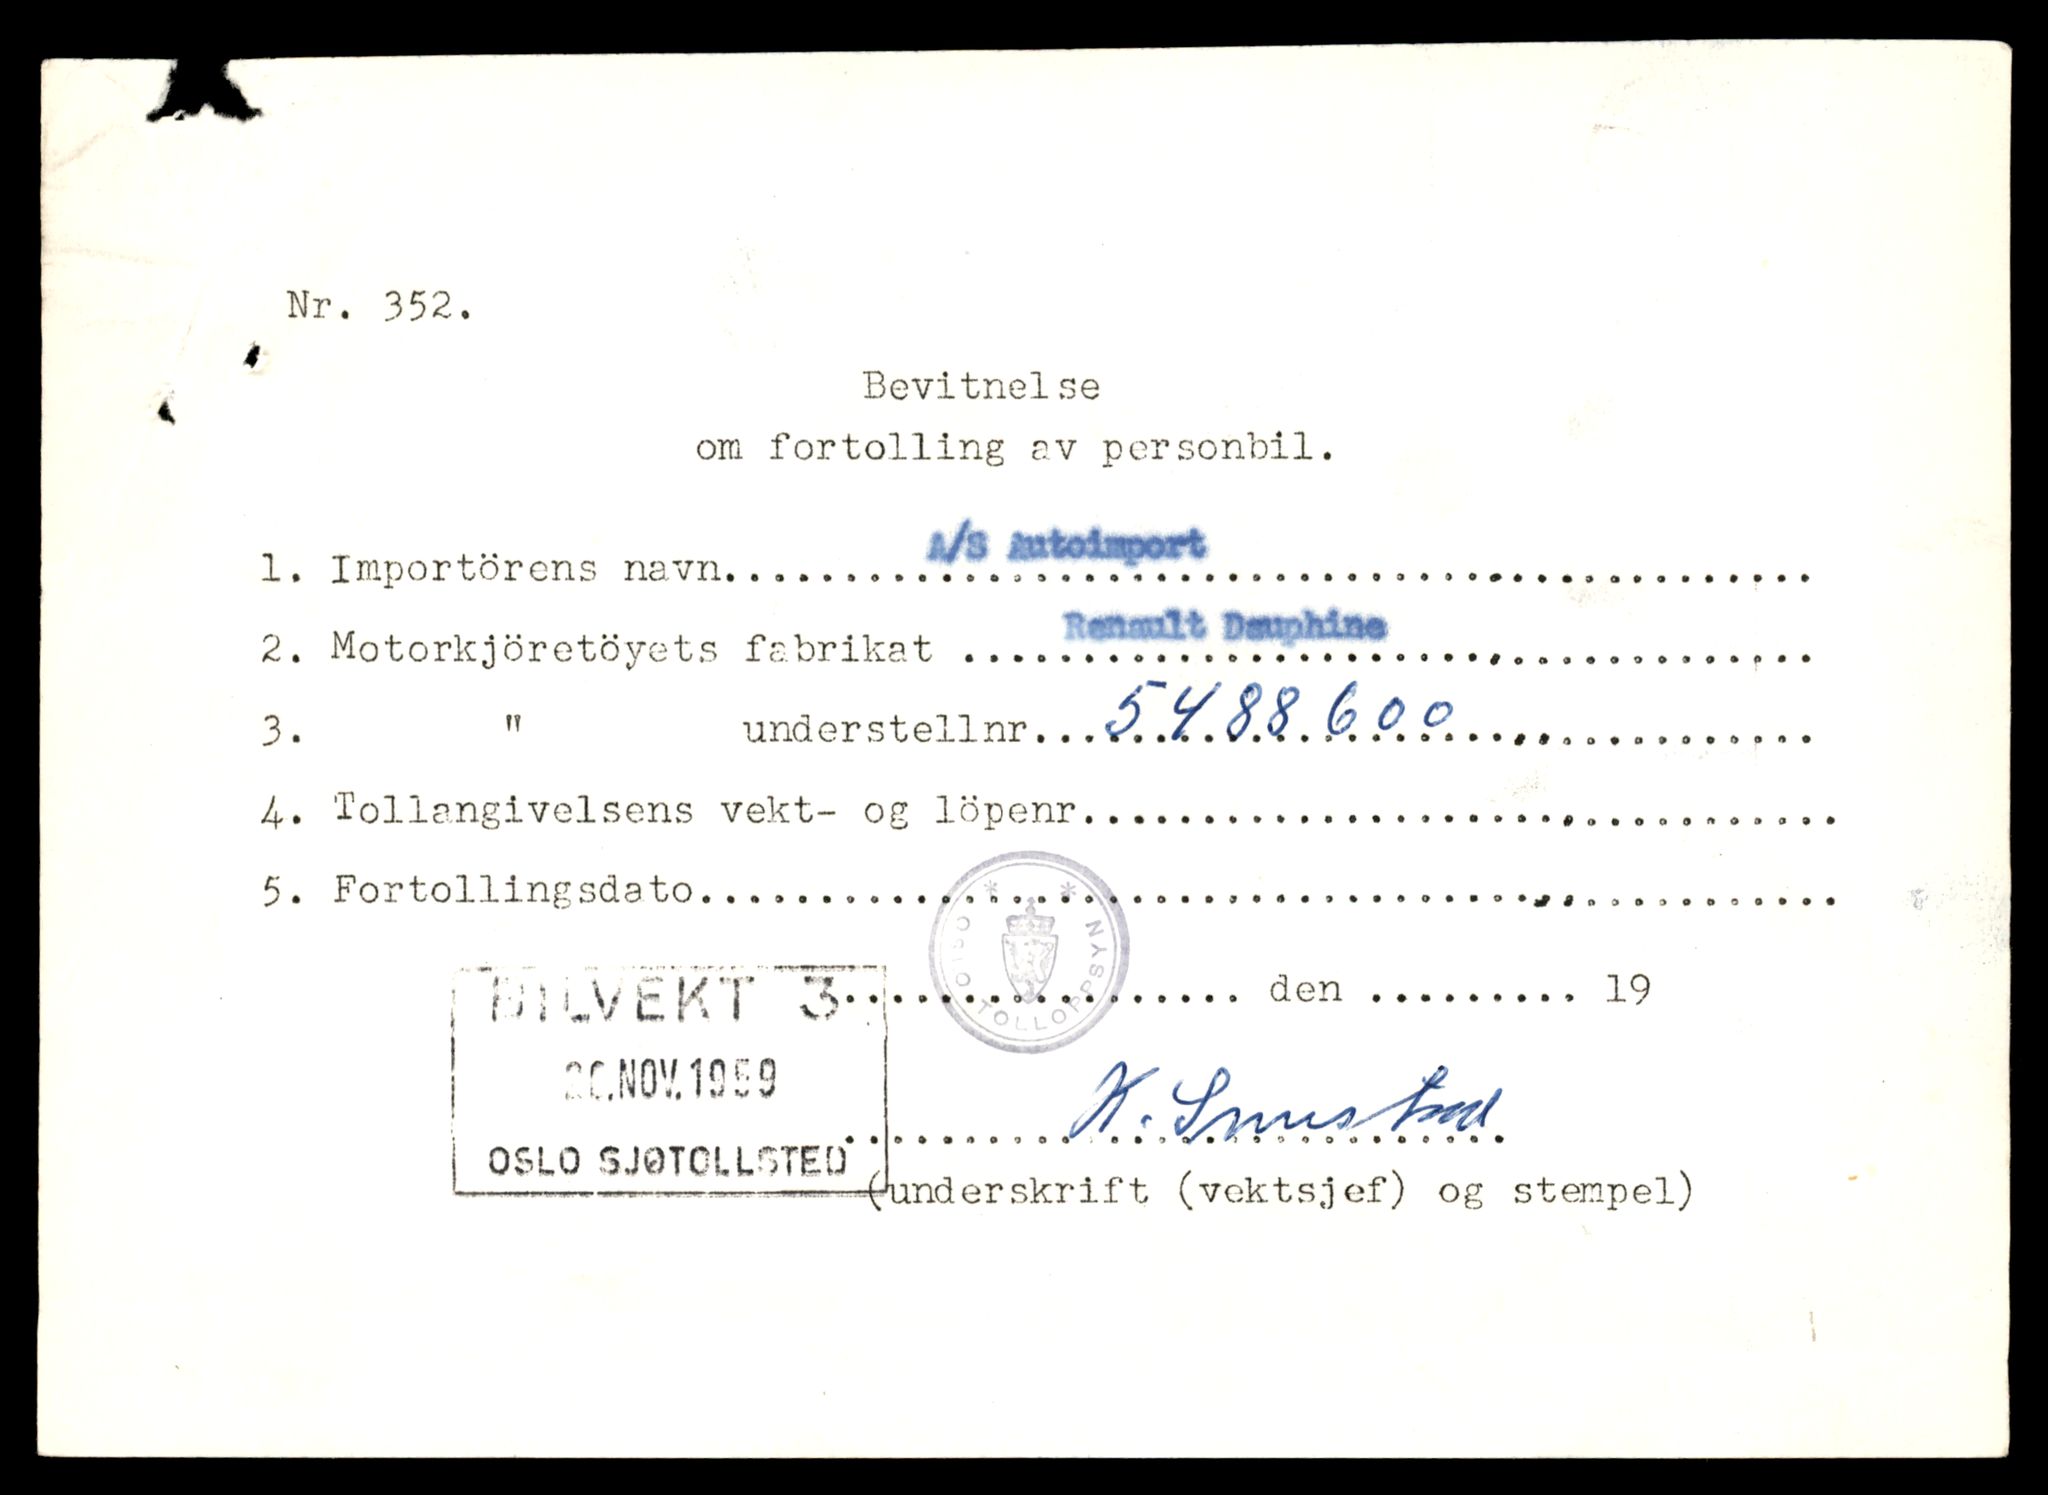 Nr. 352.
Bevitnelse
om fortolling av personbil.
1. Importörens navn A/S Autoimport
2. Motorkjöretöyets fabrikat Renault Dauphine
3. " understellnr. 5488600
4. Tollangivelsens vekt- og löpenr.
5. Fortollingsdato
OSLO TOLLOPPSYN
den 19
BILVEKT 3
NOV. 1959
OSLO SJØTOLLSTED
K.
(underskrift (vektsjef) og stempel)